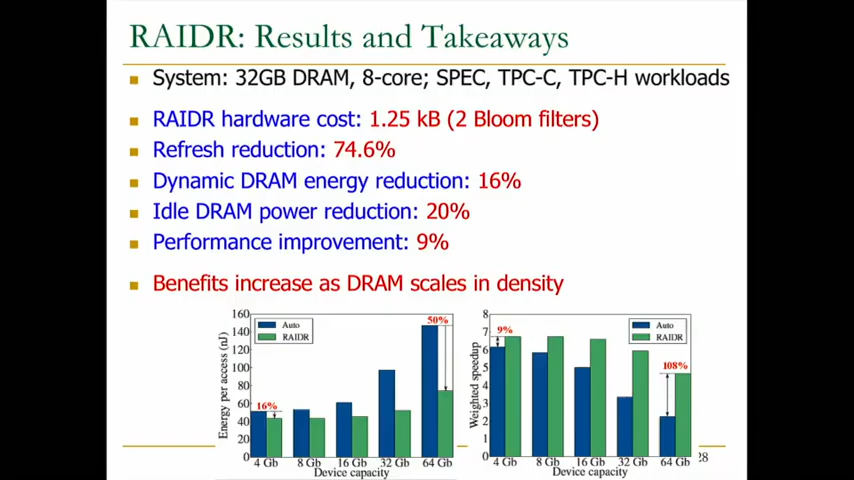 RAIDR: Results and Takeaways
System: 32GB DRAM, 8-core; SPEC, TPC-C, TPC-H workloads
RAIDR hardware cost: 1.25 kB (2 Bloom filters)
Refresh reduction: 74.6%
Dynamic DRAM energy reduction: 16%
Idle DRAM power reduction: 20%
Performance improvement: 9%
Benefits increase as DRAM scales in density
Energy per access (nJ)
160
140
120
100
80
60
40
20
0
Auto
RAIDR
16%
50%
4 Gb 8 Gb 16 Gb 32 Gb 64 Gb
Device capacity
Weighted speedup
8
7
6
5
4
3
2
1
0
Auto
RAIDR
9%
108%
4 Gb 8 Gb 16 Gb 32 Gb 64 Gb
Device capacity
28